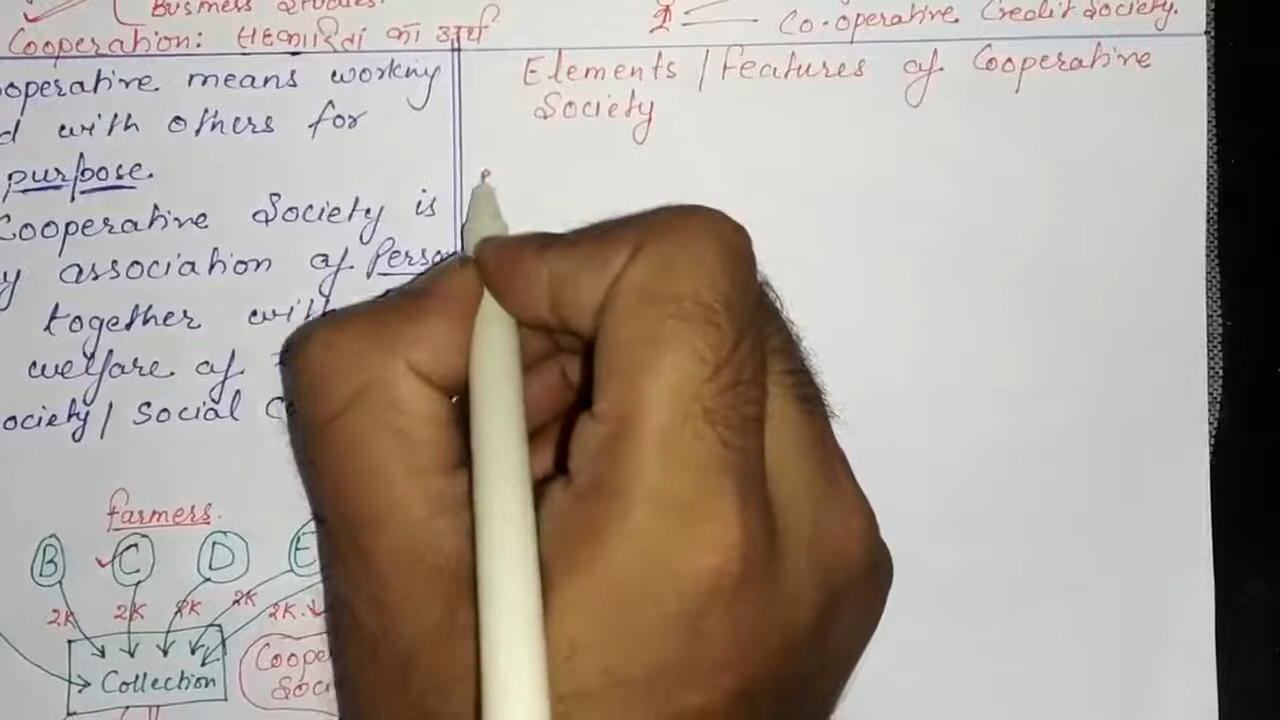 Business Studies.
Co-operative Credit Society.
Cooperation: सहकारिता का अर्थ
operative means working
d with others for
purpose.
Cooperative Society is
y association of Perso
together with
welfare of
ociety / Social
farmers.
B C D E
2K 2K 2K 2K 2K.
Collection
Coope
Soci
Elements / Features of Cooperative
Society